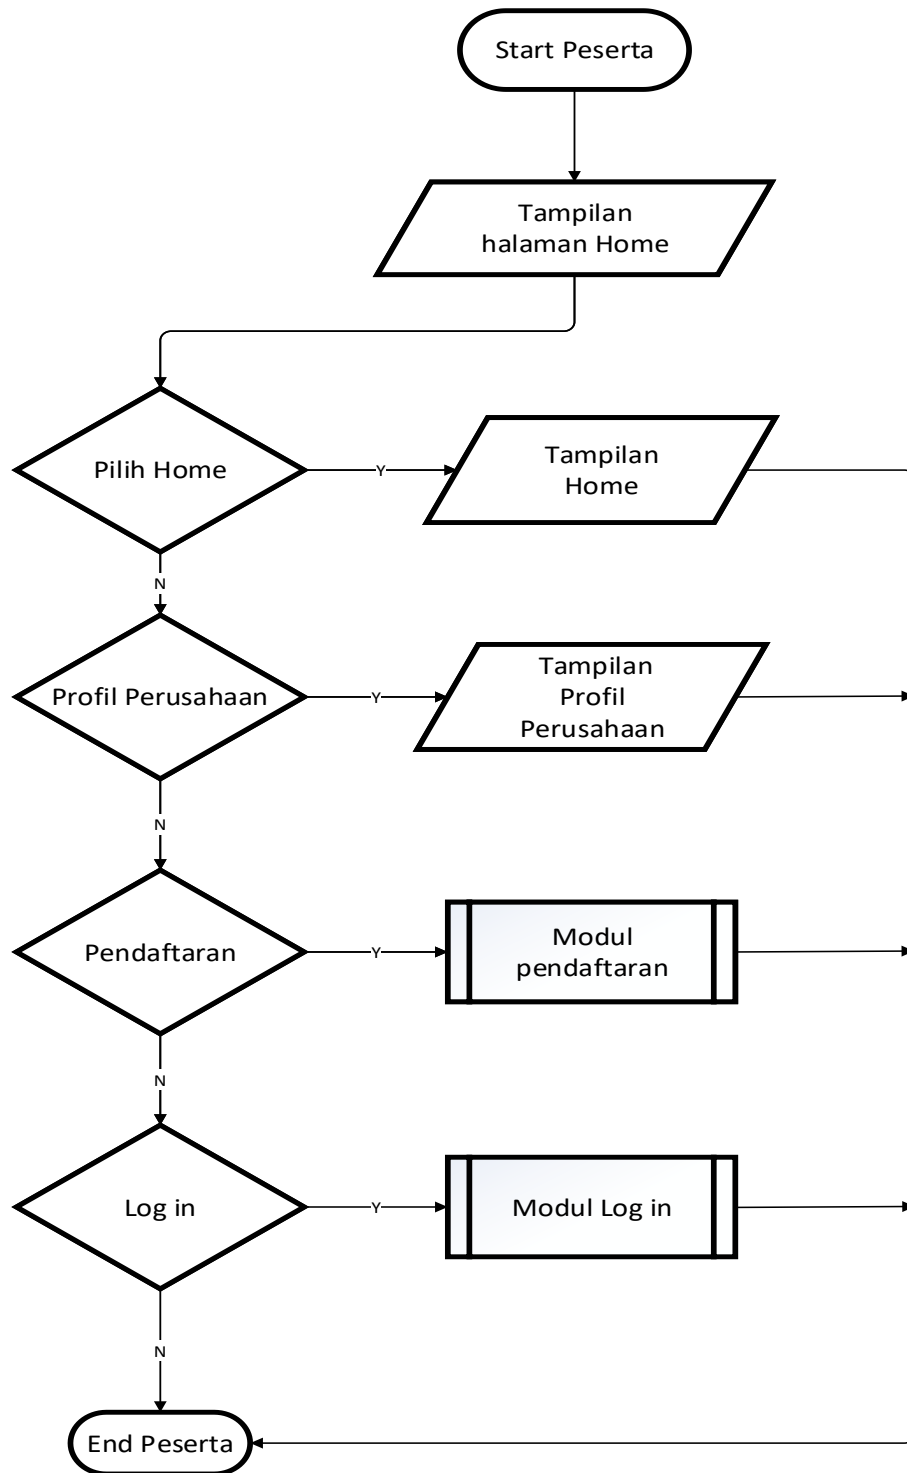 Start Peserta
Tampilan
halaman Home
Pilih Home
Y
Tampilan
Home
N
Profil Perusahaan
Y
Tampilan
Profil
Perusahaan
N
Pendaftaran
Y
Modul
pendaftaran
N
Log in
Y
Modul Log in
N
End Peserta